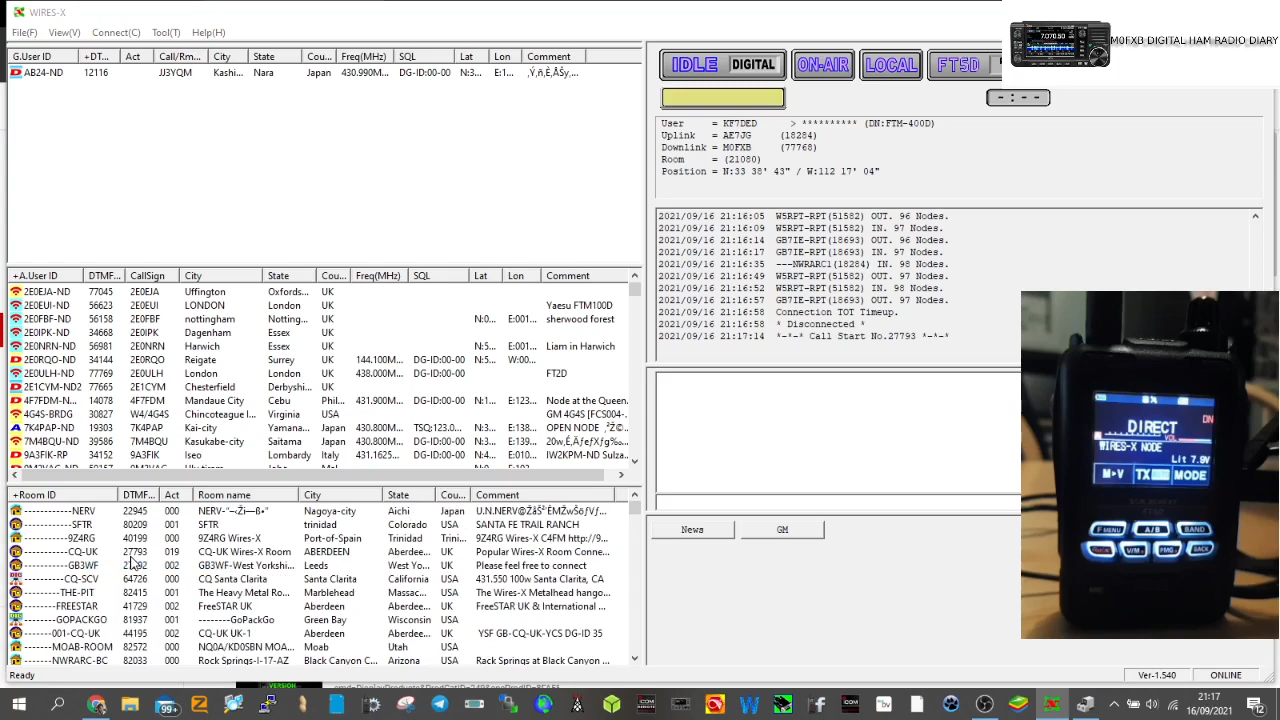 WIRES-X
File(F) View(V) Connect(C) Tool(T) Help(H)
M0FXB DIGITAL HAM RADIO DIARY
7.070.50
G.User ID +DT... Act Call/Rm... City State Cou... Freq(MHz) SQL Lat Lon Comment
AB24-ND 12116 JJ3YQM Kashi... Nara Japan 430.990M... DG-ID:00-00 N:3... E:1...
IDLE DIGITAL ON-AIR LOCAL FT5D
- : - -
User = KF7DED > ********** (DN:FTM-400D)
Uplink = AE7JG (18284)
Downlink = M0FXB (77768)
Room = (21080)
Position = N:33 38' 43" / W:112 17' 04"
2021/09/16 21:16:05 W5RPT-RPT(51582) OUT. 96 Nodes.
2021/09/16 21:16:09 W5RPT-RPT(51582) IN. 97 Nodes.
2021/09/16 21:16:14 GB7IE-RPT(18693) OUT. 96 Nodes.
2021/09/16 21:16:17 GB7IE-RPT(18693) IN. 97 Nodes.
2021/09/16 21:16:35 ---NWRARC1(18264) IN. 98 Nodes.
2021/09/16 21:16:49 W5RPT-RPT(51582) OUT. 97 Nodes.
2021/09/16 21:16:52 W5RPT-RPT(51582) IN. 98 Nodes.
2021/09/16 21:16:57 GB7IE-RPT(18693) OUT. 97 Nodes.
2021/09/16 21:16:58 Connection TOT Timeup.
2021/09/16 21:16:58 * Disconnected *
2021/09/16 21:17:14 *-*-* Call Start No.27793 *-*-*
+A.User ID DTMF... CallSign City State Cou... Freq(MHz) SQL Lat Lon Comment
2E0EJA-ND 77045 2E0EJA Uffington Oxfords... UK
2E0EUI-ND 56623 2E0EUI LONDON London UK Yaesu FTM100D
2E0FBF-ND 56158 2E0FBF nottingham Notting... UK N:0... E:001... sherwood forest
2E0IPK-ND 34668 2E0IPK Dagenham Essex UK
2E0NRN-ND 56981 2E0NRN Harwich Essex UK N:5... E:001... Liam in Harwich
2E0RQO-ND 34144 2E0RQO Reigate Surrey UK 144.100M... DG-ID:00-00 N:5... W:00...
2E0ULH-ND 77669 2E0ULH London London UK 438.000M... DG-ID:00-00 FT2D
2E1CYM-ND2 77665 2E1CYM Chesterfield Derbyshi... UK
4F7FDM-N... 14078 4F7FDM Mandaue City Cebu Phil... 431.900M... DG-ID:00-00 N:1... E:123... Node at the Queen
4G4S-BRDG 30827 W4/4G4S Chincoteague I... Virginia USA GM 4G4S [FCS004-
7K4PAP-ND 19303 7K4PAP Kai-city Yamana... Japan 430.800M... TSQ:123.0... N:3... E:138... OPEN NODE
7M4BQU-ND 39586 7M4BQU Kasukabe-city Saitama Japan 430.800M... DG-ID:00-00 N:3... E:139...
9A3FIK-RP 84132 9A3FIK Iseo Lombardy Italy 431.1625... DG-ID:00-00 N:4... E:010... IW2KPM-ND Sulza
+Room ID DTMF... Act Room name City State Cou... Comment
------------NERV 22945 000 Nagoya-city Aichi Japan
------------SFTR 80209 001 SFTR trinidad Colorado USA SANTA FE TRAIL RANCH
-----------9Z4RG 40199 000 9Z4RG Wires-X Port-of-Spain Trinidad Trini... 9Z4RG WIRESX C4FM http://9...
-----------CQ-UK 27793 019 CQ-UK Wires-X Room ABERDEEN Aberdee... UK Popular Wires-X Room Conne...
-----------GB3WF 002 GB3WF-West Yorkshi... Leeds UK Please feel free to connect
----------CQ-SCV 64726 000 CQ Santa Clarita Santa Clarita California USA 431.550 100w Santa Clarita, CA
---------THE-PIT 82415 001 The Heavy Metal Ro... Marblehead Massac... USA The Wires-X Metalhead hango...
--------FREESTAR 41729 002 FreeSTAR UK Aberdeen Aberdeen UK FreeSTAR UK & International ...
--------GOPACKGO 81937 001 --------GoPackGo Green Bay Wisconsin USA
-------001-CQ-UK 44195 002 CQ-UK UK-1 Aberdeen Aberdeen UK YSF GB-CQ-UK-YCS DG-ID 35
-------MOAB-ROOM 82572 000 NQ0A/KD0SBN MOA... Moab Utah USA
-------NWRARC-BC 82033 000 Rock Springs-I-17-AZ Black Canyon C... Arizona USA Rack Springs at Black Canyon...
News GM
DIRECT
DN
VOL
WIRES-X NODE
Lit 7.9V
M▸V TX MODE
F MENU A/B BAND
V/M PMG BACK
MIC
Ready
Ver-1.540 ONLINE
VERSION
99+
21:17
16/09/2021